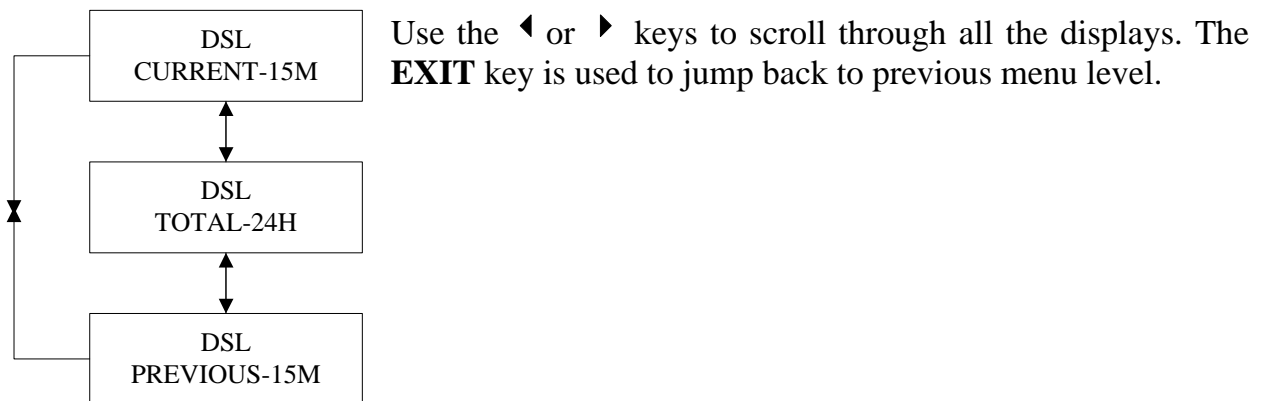 DSL
CURRENT-15M
Use the ◀ or ▶ keys to scroll through all the displays. The
EXIT key is used to jump back to previous menu level.
DSL
TOTAL-24H
DSL
PREVIOUS-15M